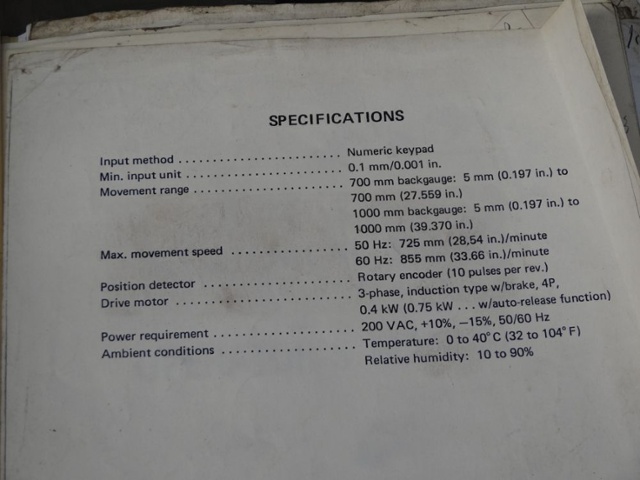 SPECIFICATIONS
Input method ........................ Numeric keypad
Min. input unit ........................ 0.1 mm/0.001 in.
Movement range ...................... 700 mm backgauge: 5 mm (0.197 in.) to
700 mm (27.559 in.)
1000 mm backgauge: 5 mm (0.197 in.) to
1000 mm (39.370 in.)
Max. movement speed ................. 50 Hz: 725 mm (28,54 in.)/minute
60 Hz: 855 mm (33.66 in.)/minute
Position detector ...................... Rotary encoder (10 pulses per rev.)
Drive motor .......................... 3-phase, induction type w/brake, 4P,
0.4 kW (0.75 kW ... w/auto-release function)
Power requirement ..................... 200 VAC, +10%, −15%, 50/60 Hz
Ambient conditions .................... Temperature: 0 to 40°C (32 to 104°F)
Relative humidity: 10 to 90%